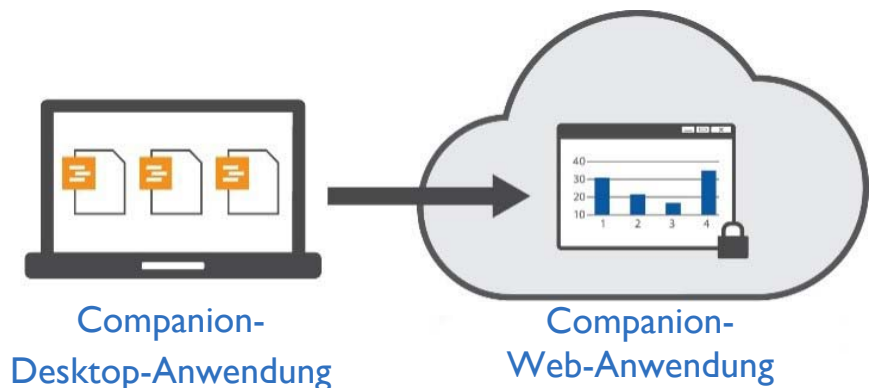 40
30
20
10
1 2 3 4
Companion-
Desktop-Anwendung
Companion-
Web-Anwendung